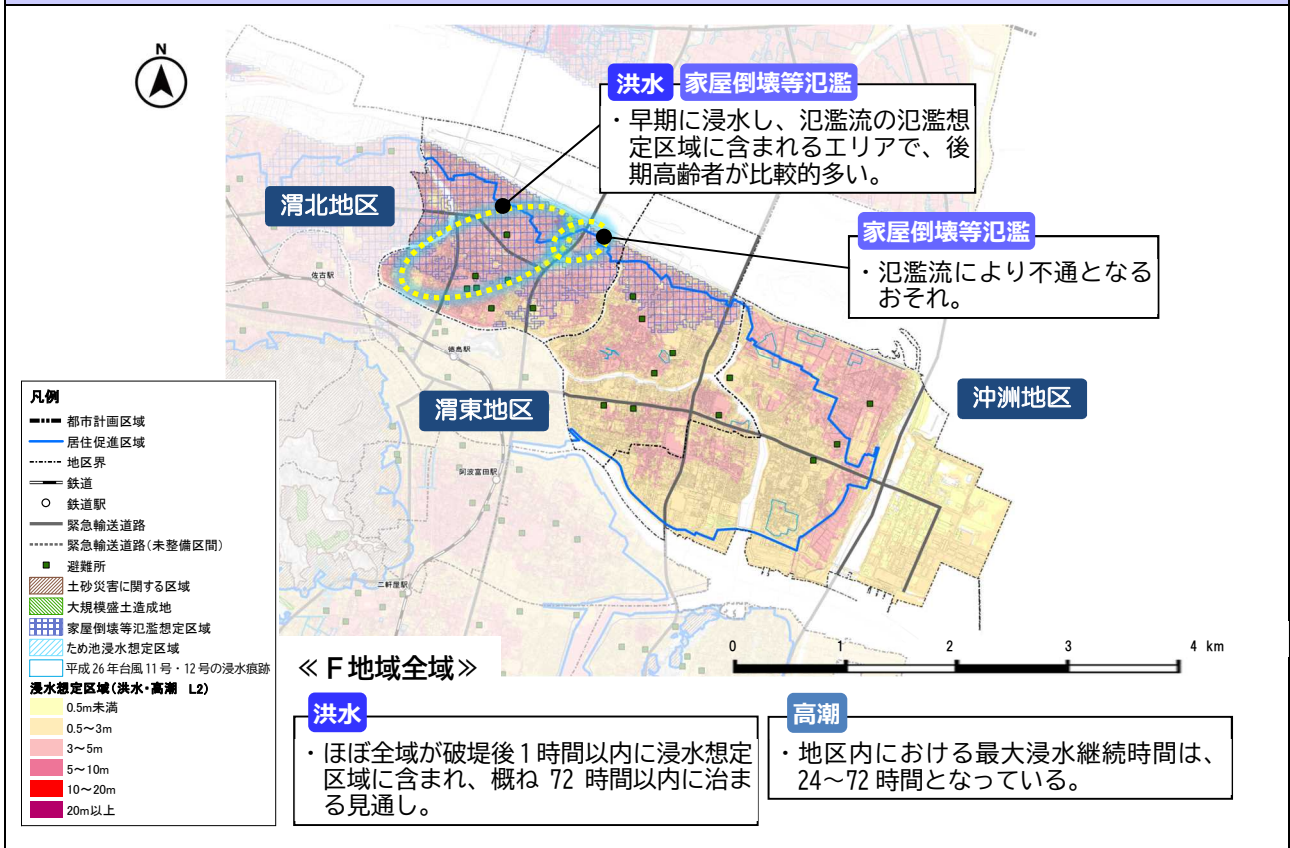 N
洪水 家屋倒壊等氾濫
・早期に浸水し、氾濫流の氾濫想
定区域に含まれるエリアで、後
期高齢者が比較的多い。
渭北地区
家屋倒壊等氾濫
・氾濫流により不通となる
おそれ。
佐古駅
徳島駅
渭東地区
沖洲地区
阿波富田駅
二軒屋駅
凡例
都市計画区域
居住促進区域
地区界
鉄道
鉄道駅
緊急輸送道路
緊急輸送道路(未整備区間)
避難所
土砂災害に関する区域
大規模盛土造成地
家屋倒壊等氾濫想定区域
ため池浸水想定区域
平成26年台風11号・12号の浸水痕跡
浸水想定区域(洪水・高潮 L2)
0.5m未満
0.5~3m
3~5m
5~10m
10~20m
20m以上
0 1 2 3 4 km
≪F地域全域≫
洪水
・ほぼ全域が破堤後1時間以内に浸水想定
区域に含まれ、概ね 72 時間以内に治ま
る見通し。
高潮
・地区内における最大浸水継続時間は、
24~72時間となっている。